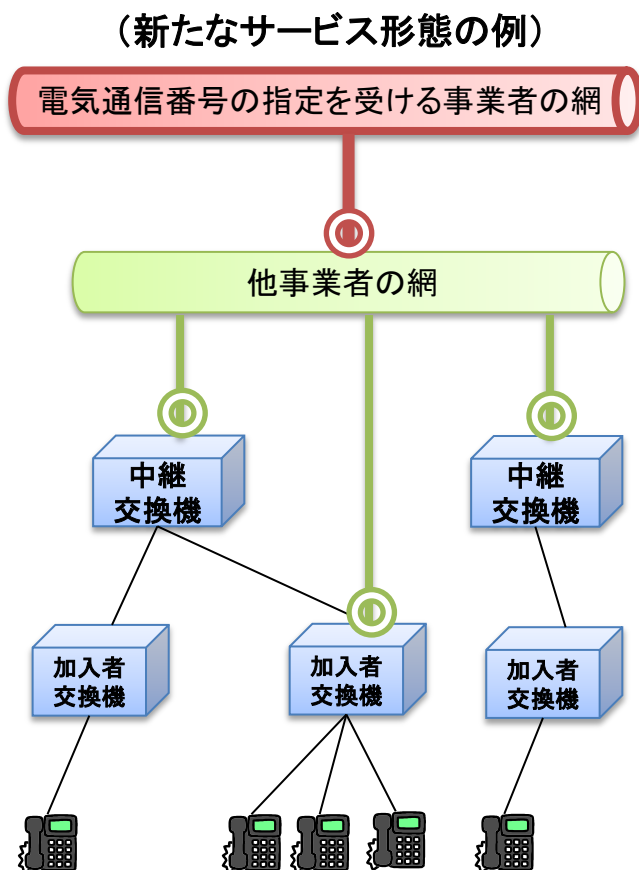 （新たなサービス形態の例）
電気通信番号の指定を受ける事業者の網
他事業者の網
中継
交換機
中継
交換機
加入者
交換機
加入者
交換機
加入者
交換機